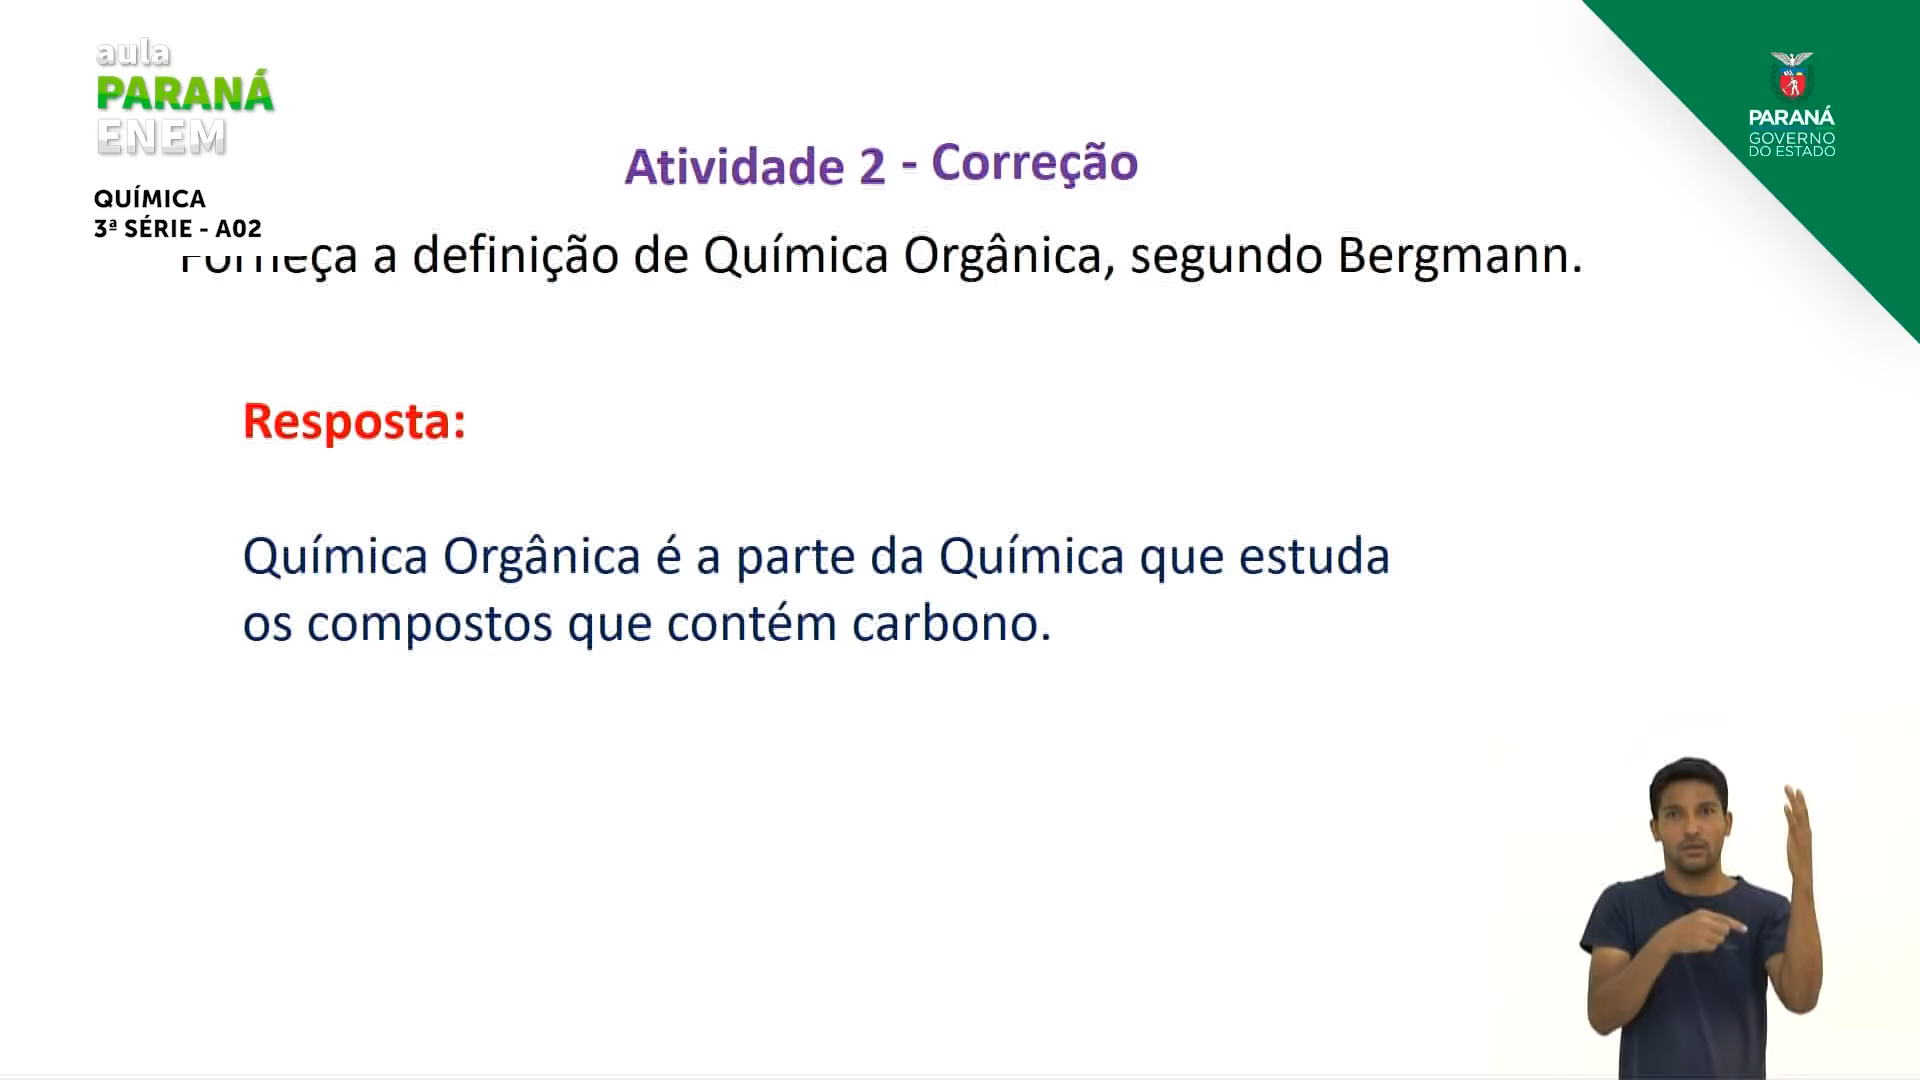 aula
PARANÁ
ENEM
QUÍMICA
3ª SÉRIE - A02
PARANÁ
GOVERNO
DO ESTADO
Atividade 2 - Correção
Forneça a definição de Química Orgânica, segundo Bergmann.
Resposta:
Química Orgânica é a parte da Química que estuda
os compostos que contém carbono.